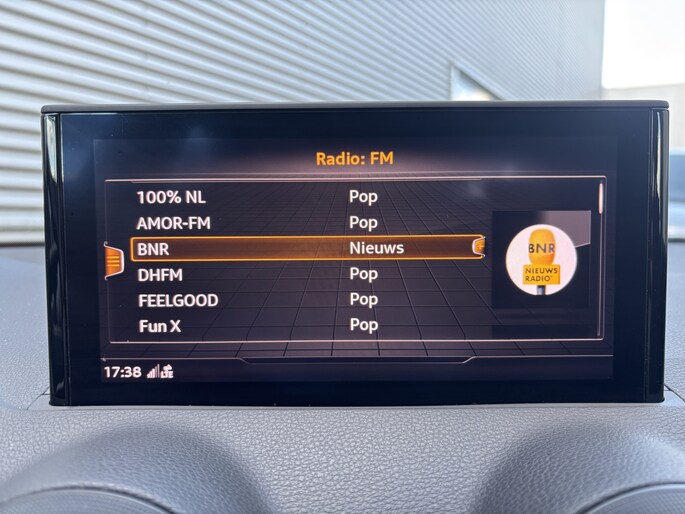 Radio: FM
100% NL Pop
AMOR-FM Pop
BNR Nieuws
DHFM Pop
FEELGOOD Pop
Fun X Pop
BNR
NIEUWS
RADIO
17:38 LTE